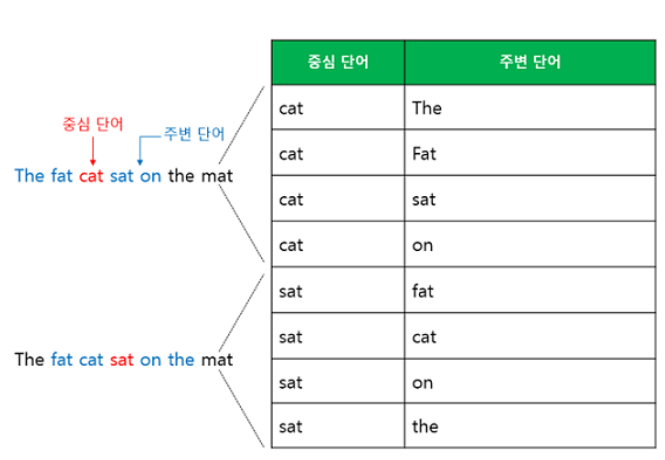 중심 단어 주변 단어
cat The
cat Fat
cat sat
cat on
sat fat
sat cat
sat on
sat the
중심 단어
주변 단어
The fat cat sat on the mat
The fat cat sat on the mat